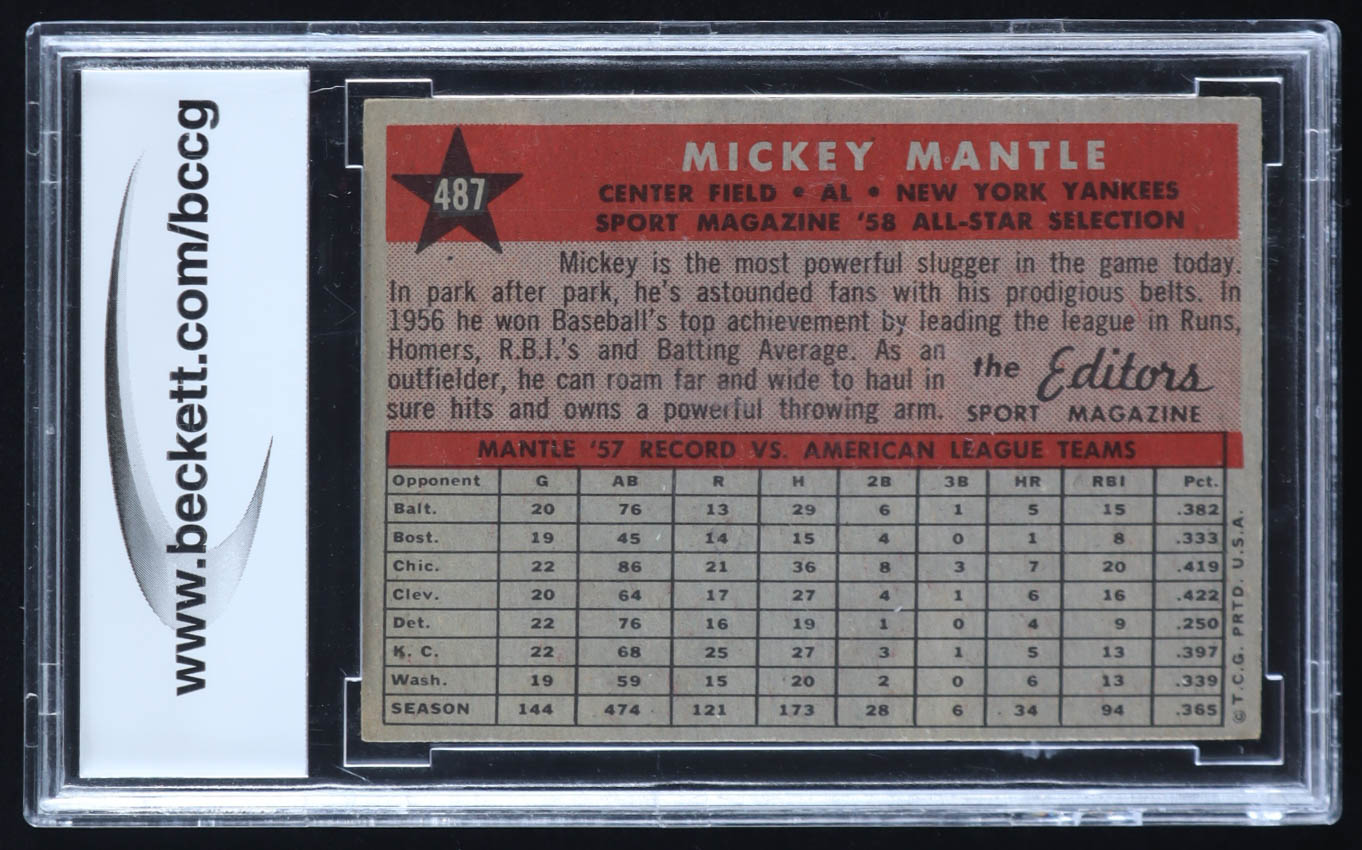 www.beckett.com/bccg
487
MICKEY MANTLE
CENTER FIELD • AL • NEW YORK YANKEES
SPORT MAGAZINE '58 ALL-STAR SELECTION
Mickey is the most powerful slugger in the game today.
In park after park, he's astounded fans with his prodigious belts. In
1956 he won Baseball's top achievement by leading the league in Runs,
Homers, R.B.I.'s and Batting Average. As an
outfielder, he can roam far and wide to haul in
sure hits and owns a powerful throwing arm.
the Editors
SPORT MAGAZINE
MANTLE '57 RECORD VS. AMERICAN LEAGUE TEAMS
Opponent G AB R H 2B 3B HR RBI Pct.
Balt. 20 76 13 29 6 1 5 15 .382
Bost. 19 45 14 15 4 0 1 8 .333
Chic. 22 86 21 36 8 3 7 20 .419
Clev. 20 64 17 27 4 1 6 16 .422
Det. 22 76 16 19 1 0 4 9 .250
K. C. 22 68 25 27 3 1 5 13 .397
Wash. 19 59 15 20 2 0 6 13 .339
SEASON 144 474 121 173 28 6 34 94 .365
© T.C.G. PRTD. U.S.A.